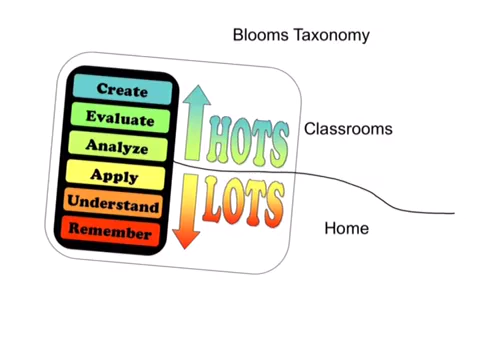 Blooms Taxonomy
Create
Evaluate
Analyze
Apply
Understand
Remember
HOTS
LOTS
Classrooms
Home